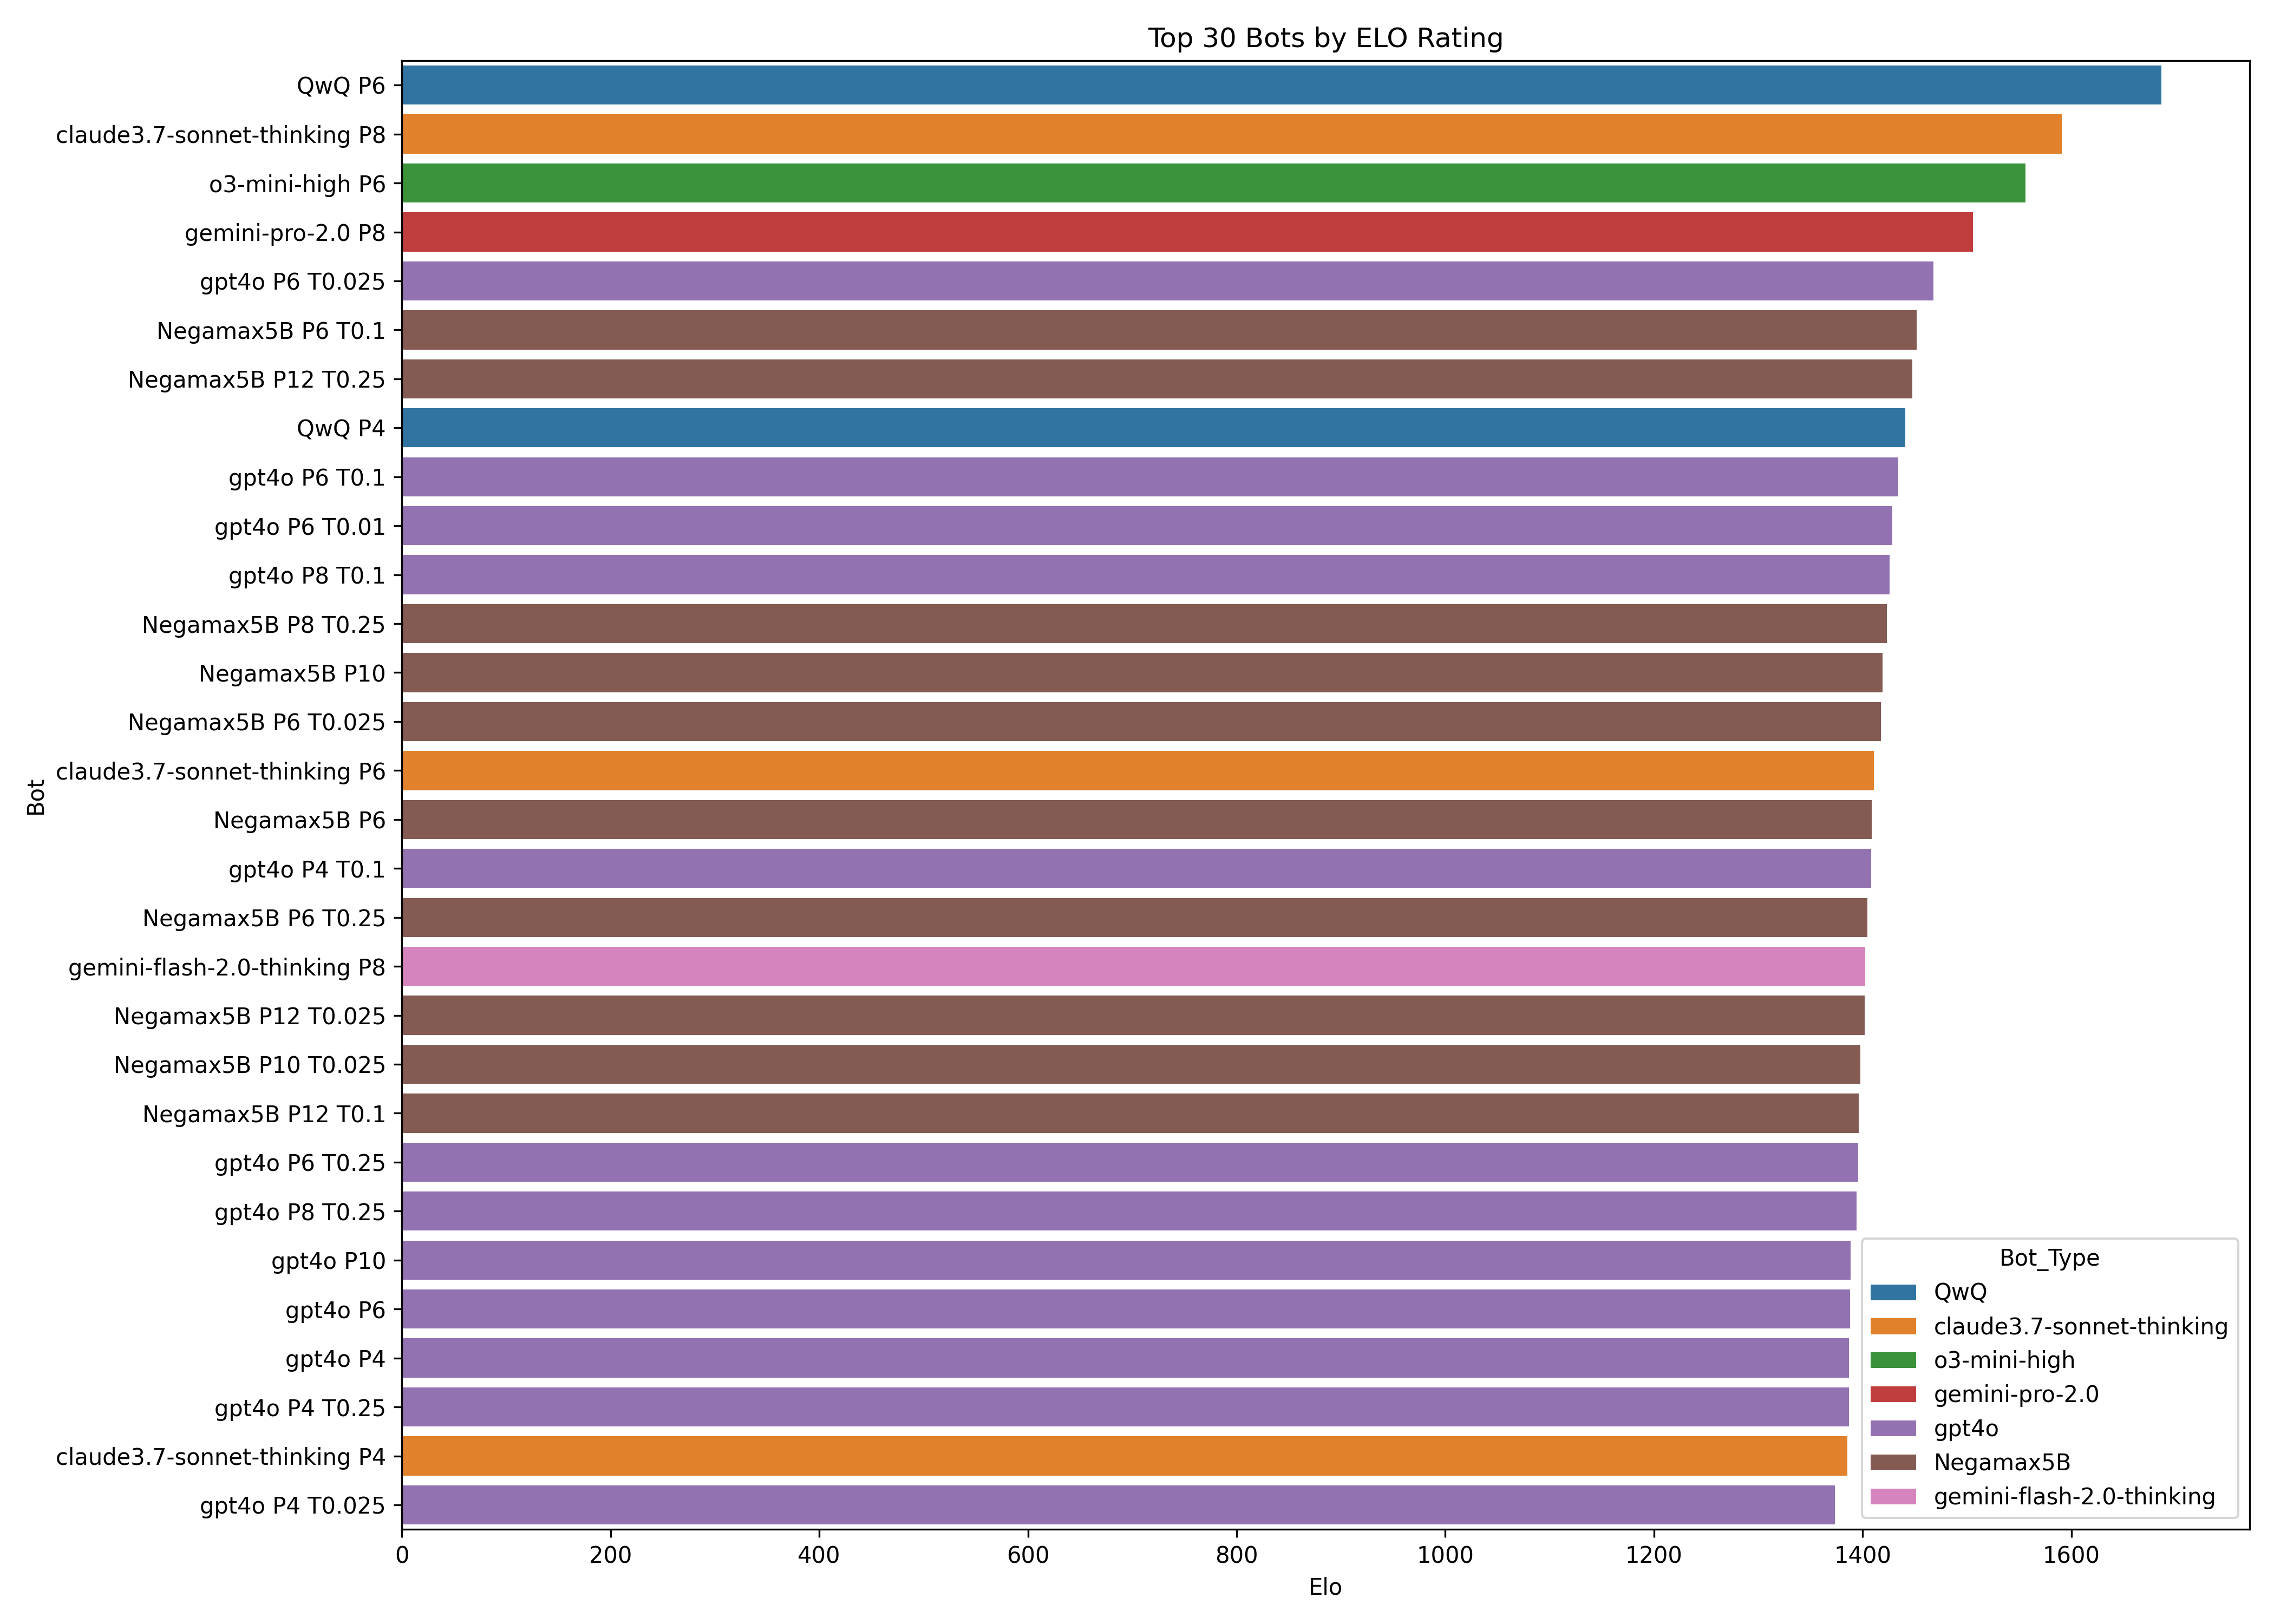 Top 30 Bots by ELO Rating
QwQ P6
claude3.7-sonnet-thinking P8
o3-mini-high P6
gemini-pro-2.0 P8
gpt4o P6 T0.025
Negamax5B P6 T0.1
Negamax5B P12 T0.25
QwQ P4
gpt4o P6 T0.1
gpt4o P6 T0.01
gpt4o P8 T0.1
Negamax5B P8 T0.25
Negamax5B P10
Negamax5B P6 T0.025
claude3.7-sonnet-thinking P6
Negamax5B P6
gpt4o P4 T0.1
Negamax5B P6 T0.25
gemini-flash-2.0-thinking P8
Negamax5B P12 T0.025
Negamax5B P10 T0.025
Negamax5B P12 T0.1
gpt4o P6 T0.25
gpt4o P8 T0.25
gpt4o P10
gpt4o P6
gpt4o P4
gpt4o P4 T0.25
claude3.7-sonnet-thinking P4
gpt4o P4 T0.025
Bot
0 200 400 600 800 1000 1200 1400 1600
Elo
Bot_Type
QwQ
claude3.7-sonnet-thinking
o3-mini-high
gemini-pro-2.0
gpt4o
Negamax5B
gemini-flash-2.0-thinking